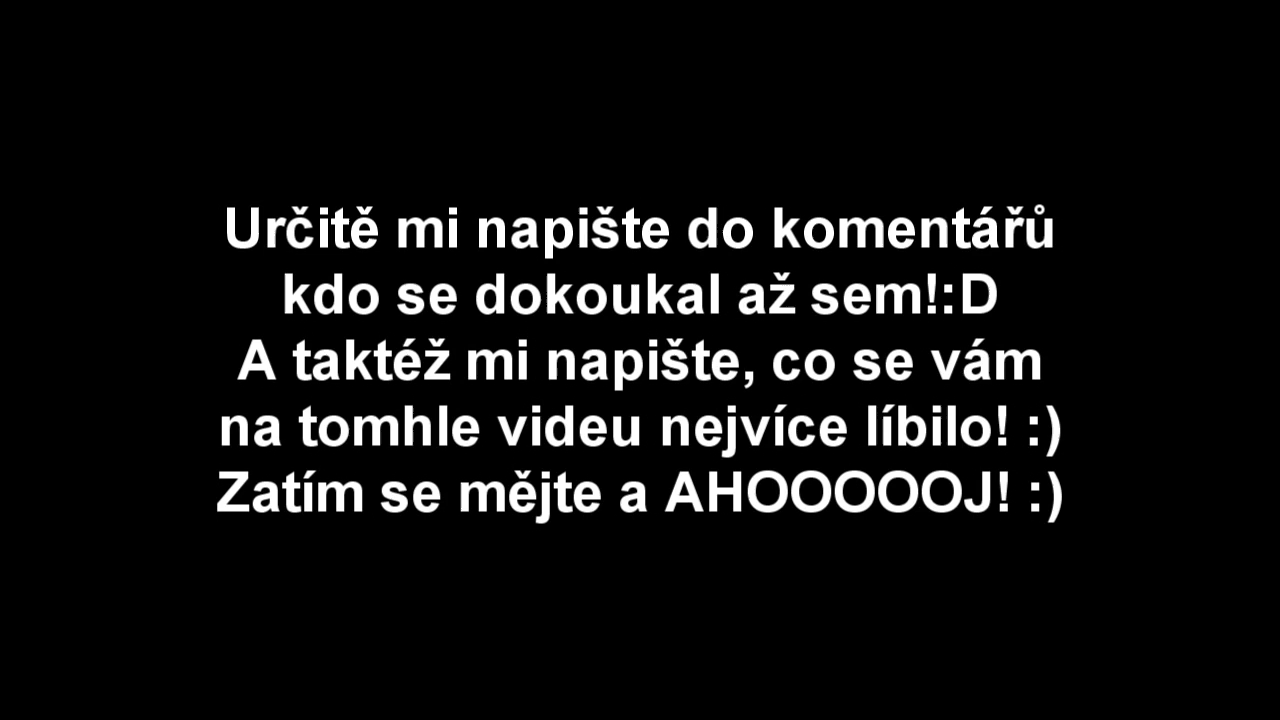 Určitě mi napište do komentářů
kdo se dokoukal až sem!:D
A taktéž mi napište, co se vám
na tomhle videu nejvíce líbilo! :)
Zatím se mějte a AHOOOOOJ! :)